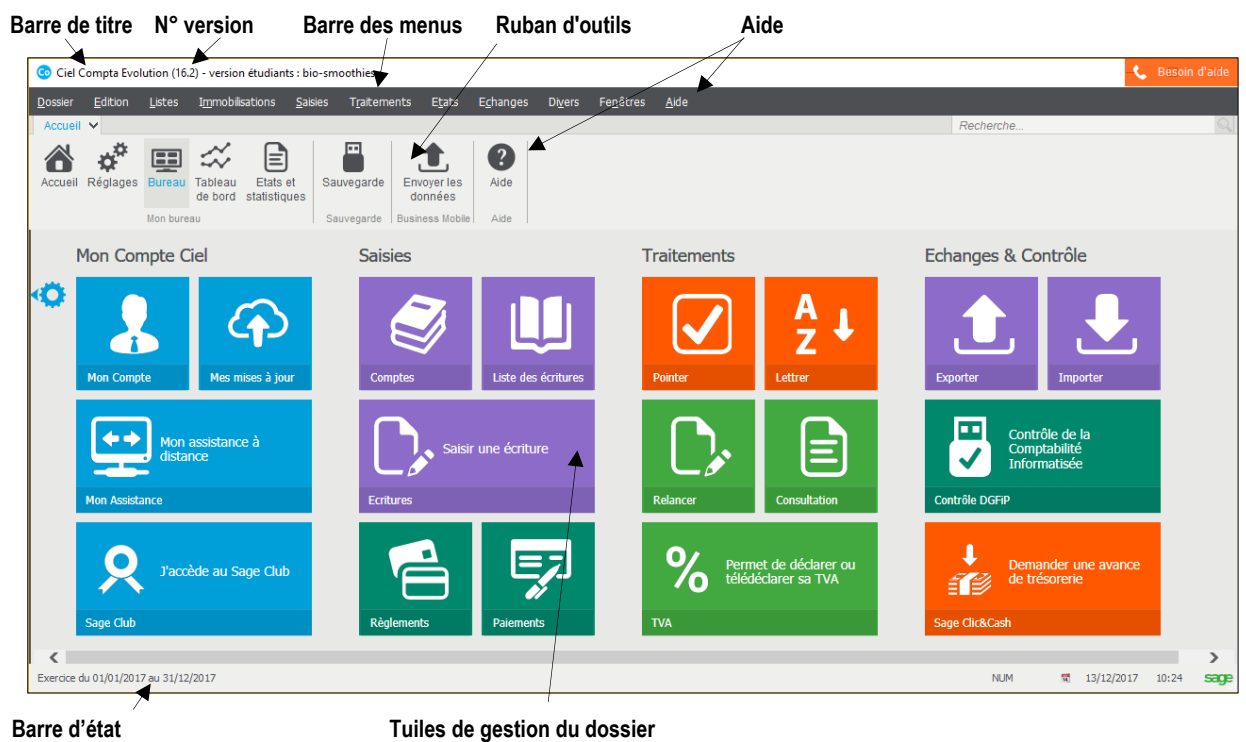 Barre de titre N° version Barre des menus Ruban d'outils Aide
Co Ciel Compta Evolution (16.2) - version étudiants : bio-smoothies
Besoin d'aide
Dossier Edition Listes Immobilisations Saisies Traitements Etats Echanges Divers Fenêtres Aide
Accueil Recherche...
Accueil Réglages Bureau Tableau de bord Etats et statistiques Sauvegarde Envoyer les données Aide
Mon bureau Sauvegarde Business Mobile Aide
Mon Compte Ciel Saisies Traitements Echanges & Contrôle
A
Z
Mon Compte Mes mises à jour Comptes Liste des écritures Pointer Lettrer Exporter Importer
Mon assistance à
distance
Mon Assistance
Saisir une écriture
Ecritures
Relancer Consultation
Contrôle de la
Comptabilité
Informatisée
Contrôle DGFiP
J'accède au Sage Club
Sage Club
Règlements Paiements
%
Permet de déclarer ou
télédéclarer sa TVA
TVA
Demander une avance
de trésorerie
Sage Clic&Cash
Exercice du 01/01/2017 au 31/12/2017 NUM 13/12/2017 10:24 sage
Barre d'état Tuiles de gestion du dossier